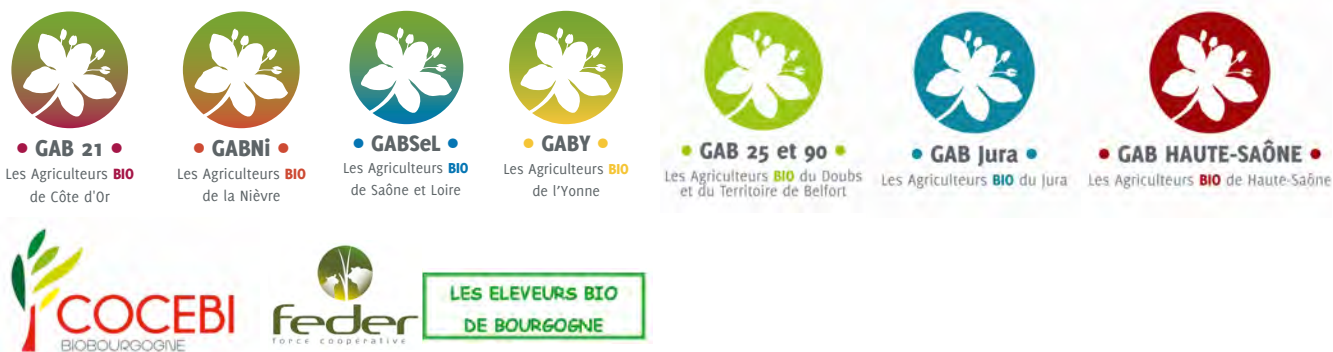 • GAB 21 •
Les Agriculteurs BIO
de Côte d'Or
• GABNi •
Les Agriculteurs BIO
de la Nièvre
• GABSeL •
Les Agriculteurs BIO
de Saône et Loire
• GABY •
Les Agriculteurs BIO
de l'Yonne
• GAB 25 et 90 •
Les Agriculteurs BIO du Doubs
et du Territoire de Belfort
• GAB Jura •
Les Agriculteurs BIO du Jura
• GAB HAUTE-SAÔNE •
Les Agriculteurs BIO de Haute-Saône
COCEBI
BIOBOURGOGNE
feder
force coopérative
LES ELEVEURS BIO
DE BOURGOGNE